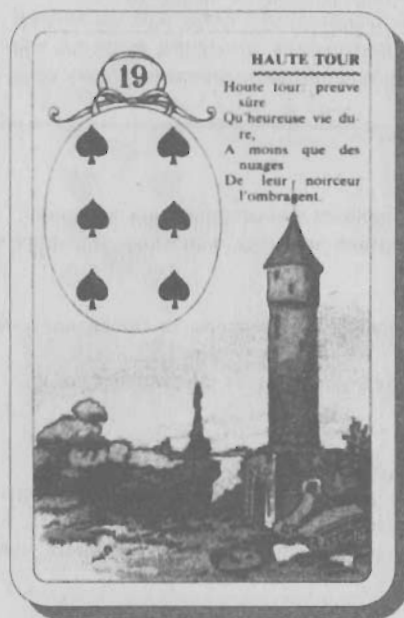 19
HAUTE TOUR
Houte tour: preuve
sûre
Qu'heureuse vie du-
re,
A moins que des
nuages
De leur noirceur
l'ombragent.